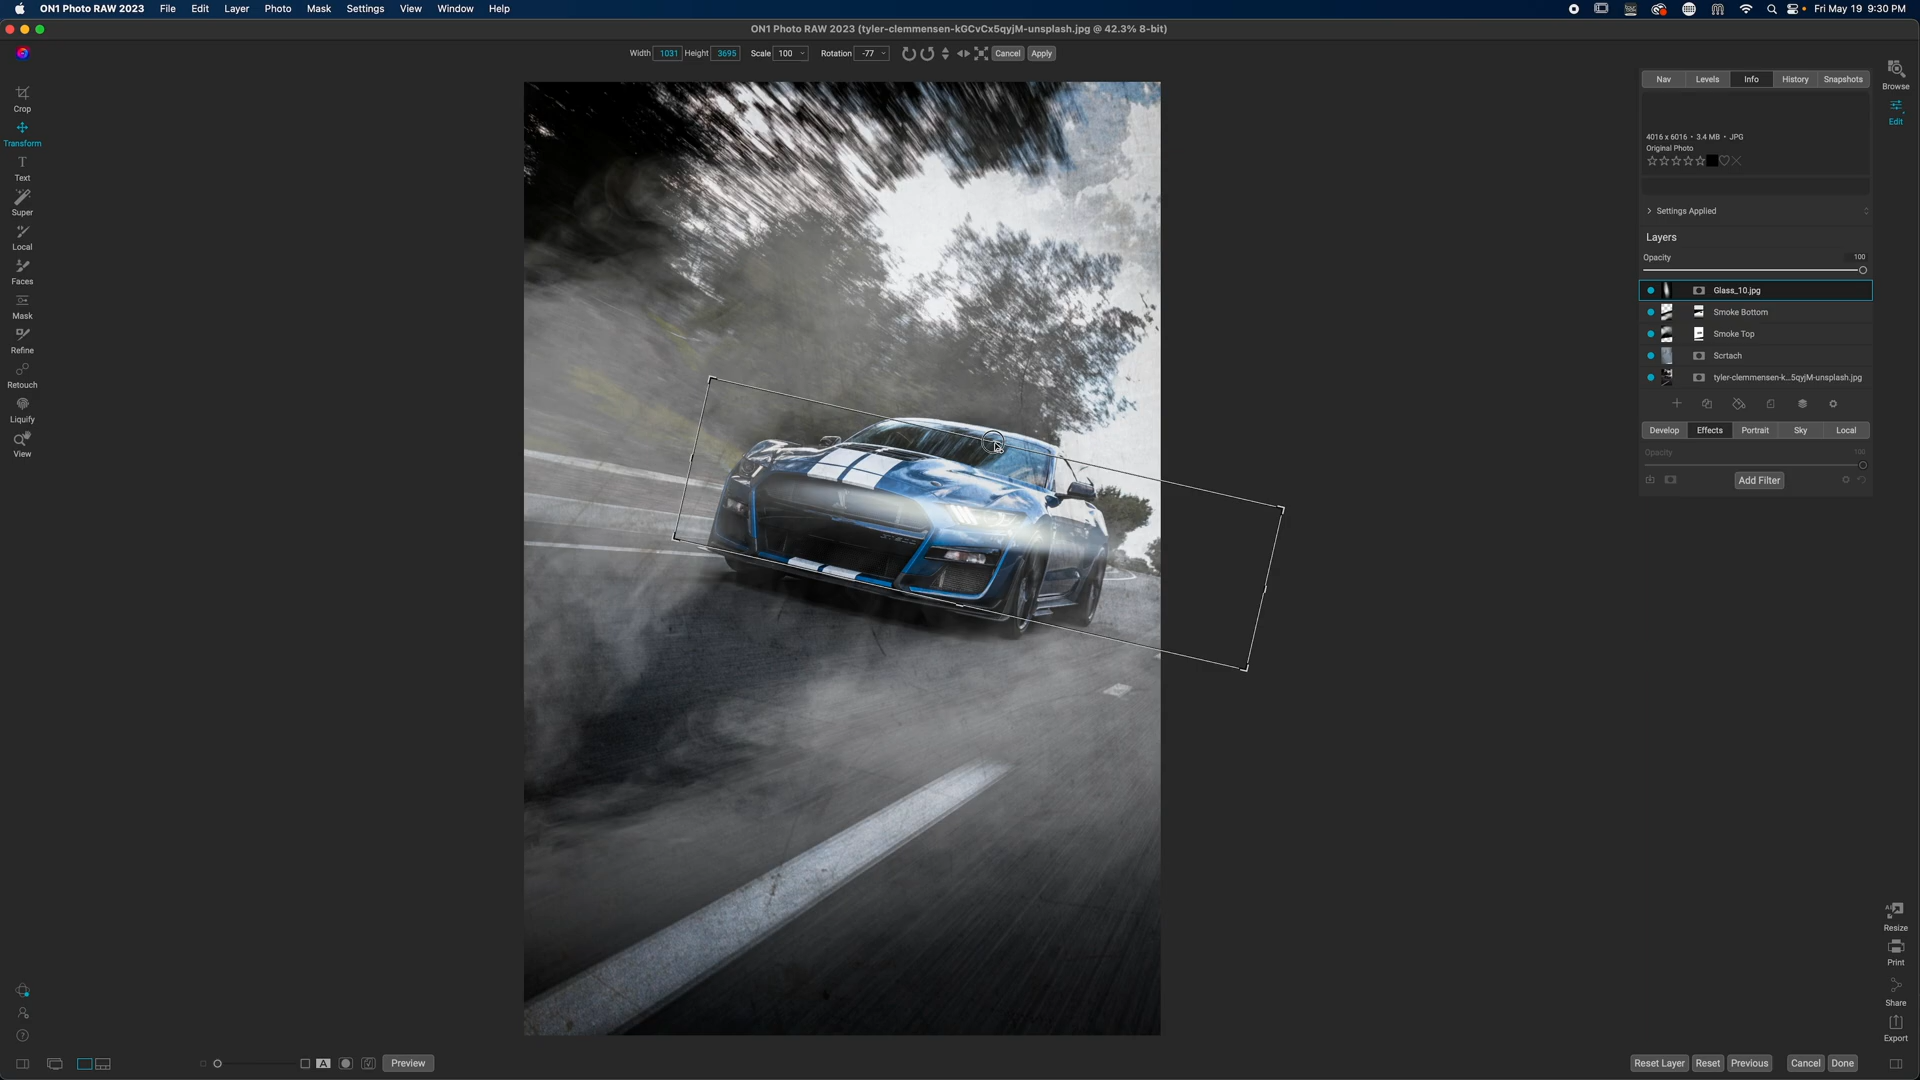 ON1 Photo RAW 2023 File Edit Layer Photo Mask Settings View Window Help Fri May 19 9:30 PM
ON1 Photo RAW 2023 (tyler-clemmensen-kGCvCx5qyjM-unsplash.jpg @ 42.3% 8-bit)
Width 1031 Height 3695 Scale 100 Rotation -77 Cancel Apply
Crop
Transform
Text
Super
Local
Faces
Mask
Refine
Retouch
Liquify
View
Nav Levels Info History Snapshots
Browse
Edit
4016 x 6016 • 3.4 MB • JPG
Original Photo
Settings Applied
Layers
Opacity 100
Glass_10.jpg
Smoke Bottom
Smoke Top
Scrtach
tyler-clemmensen-k...5qyjM-unsplash.jpg
Develop Effects Portrait Sky Local
Opacity 100
Add Filter
Resize
Print
Share
Export
A Preview
Reset Layer Reset Previous Cancel Done